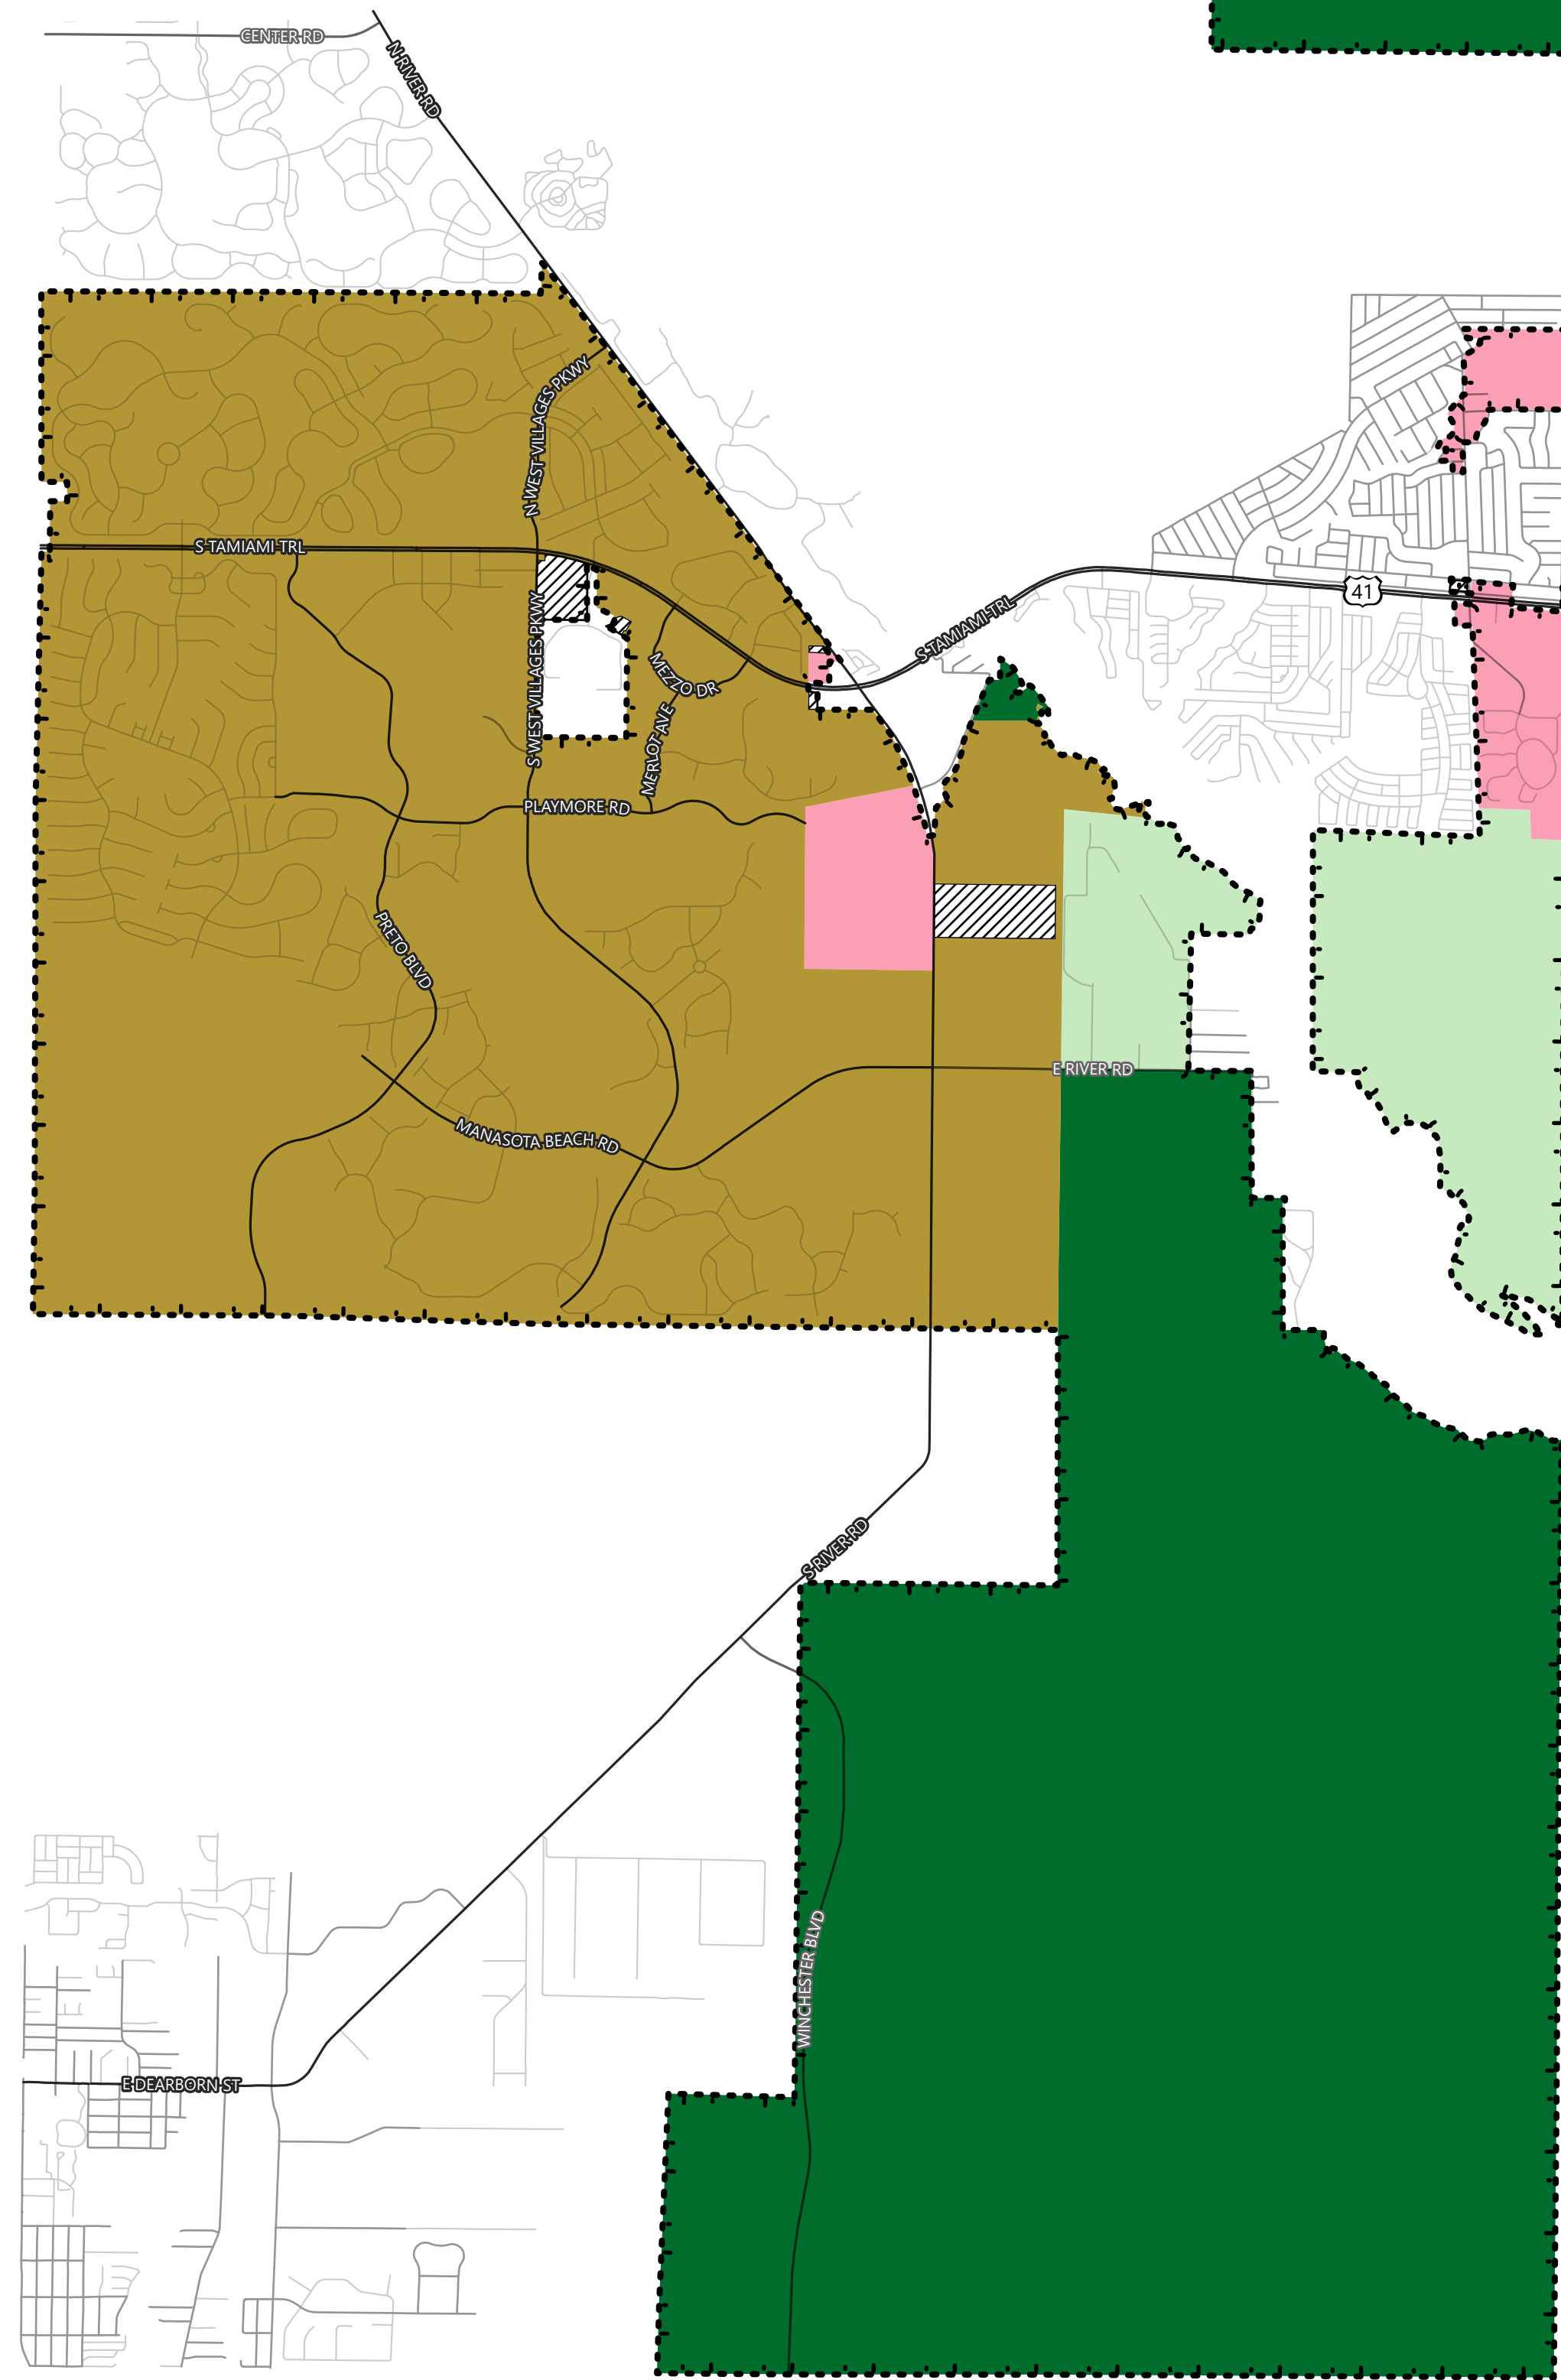 CENTER RD
N RIVER RD
N WEST VILLAGES PKWY
S TAMIAMI TRL
41
S TAMIAMI TRL
S WEST VILLAGES PKWY
MEZZO DR
MERLOT AVE
PLAYMORE RD
PRETO BLVD
E RIVER RD
MANASOTA BEACH RD
S RIVER RD
WINCHESTER BLVD
E DEARBORN ST